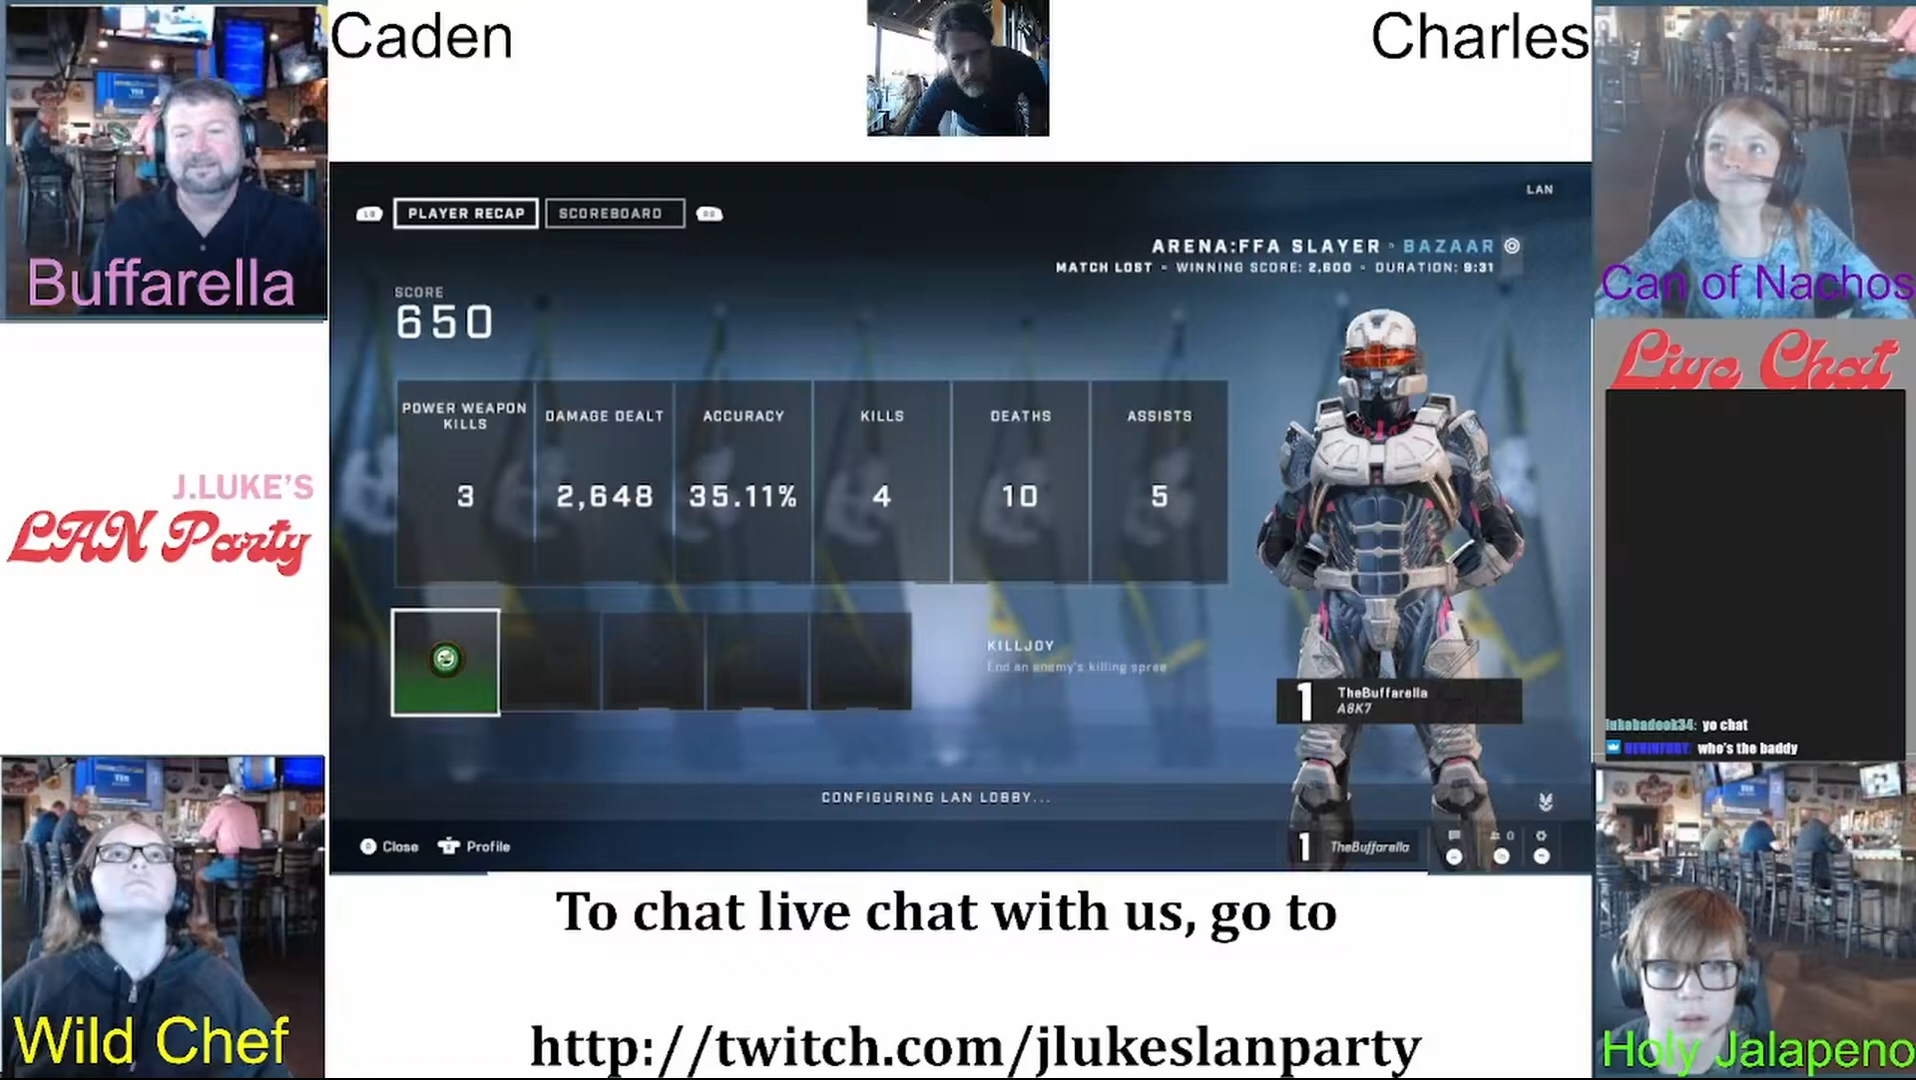 Caden
Charles
Buffarella
Can of Nachos
LAN
PLAYER RECAP
SCOREBOARD
ARENA:FFA SLAYER
BAZAAR
MATCH LOST
WINNING SCORE: 2,600
DURATION: 9:31
SCORE
650
POWER WEAPON
KILLS
DAMAGE DEALT
ACCURACY
KILLS
DEATHS
ASSISTS
3
2,648
35.11%
4
10
5
J.LUKE'S
LAN Party
Live Chat
KILLJOY
End an enemy's killing spree
1
TheBuffarella
A8K7
yo chat
who's the baddy
CONFIGURING LAN LOBBY...
Close
Profile
1
TheBuffarella
0
To chat live chat with us, go to
http://twitch.com/jlukeslanparty
Wild Chef
Holy Jalapeno